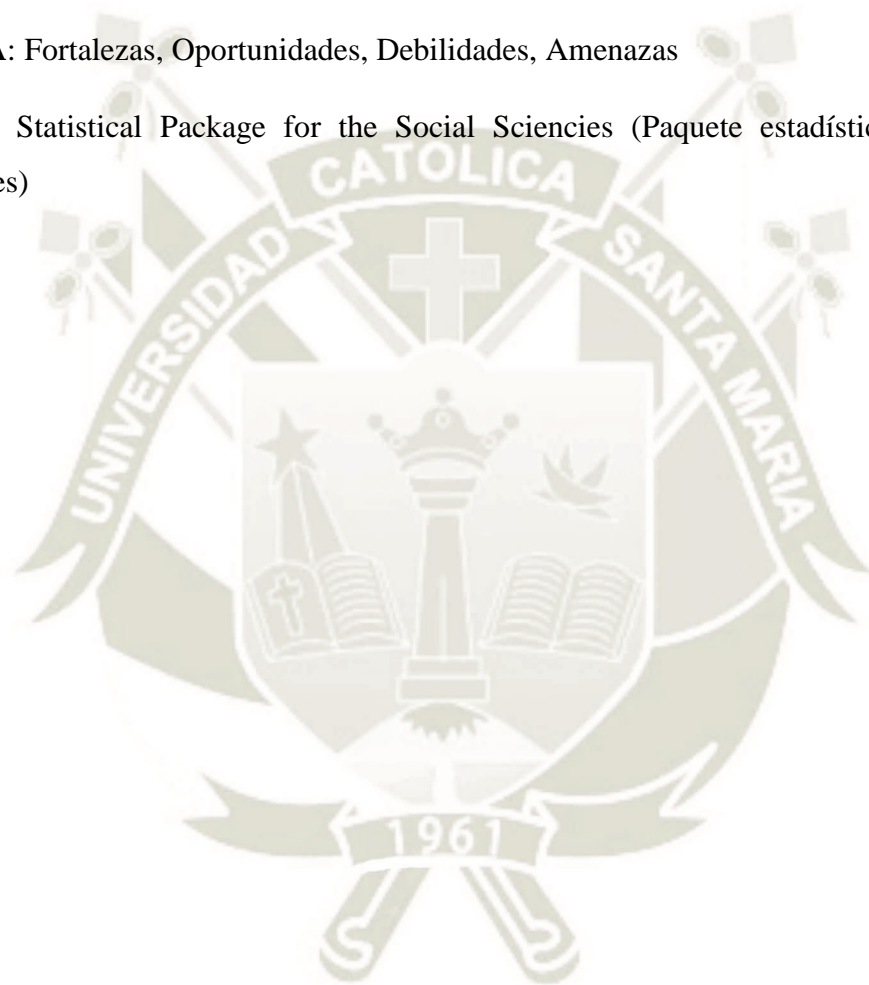 A: Fortalezas, Oportunidades, Debilidades, Amenazas
Statistical Package for the Social Sciencies (Paquete estadístic
es)
CATOLICA
UNIVERSIDAD
SANTA MARIA
1961